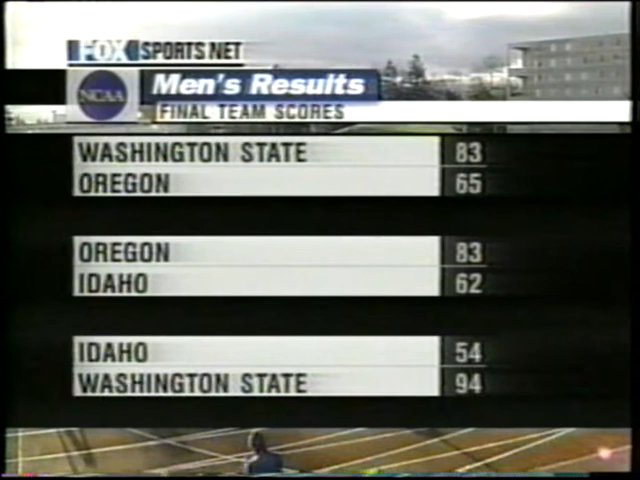 FOX SPORTS NET
NCAA
Men's Results
FINAL TEAM SCORES
WASHINGTON STATE 83
OREGON 65
OREGON 83
IDAHO 62
IDAHO 54
WASHINGTON STATE 94